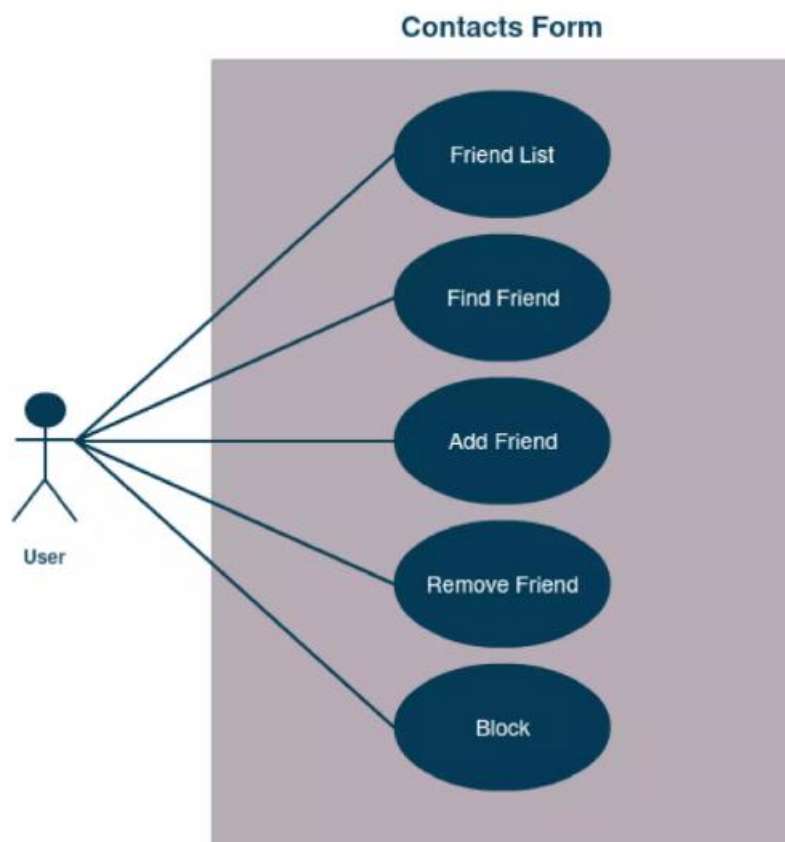 Contacts Form
Friend List
Find Friend
Add Friend
Remove Friend
User
Block